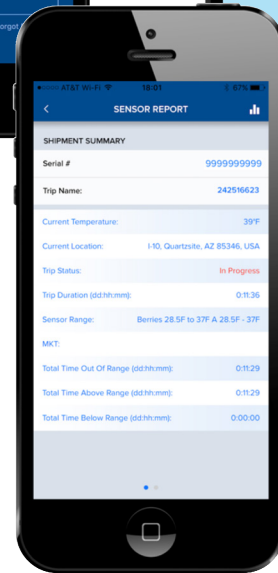 Forgot
AT&T Wi-Fi 18:01 67%
SENSOR REPORT
SHIPMENT SUMMARY
Serial # 9999999999
Trip Name: 242516623
Current Temperature: 39°F
Current Location: I-10, Quartzsite, AZ 85346, USA
Trip Status: In Progress
Trip Duration (dd:hh:mm): 0:11:36
Sensor Range: Berries 28.5F to 37F A 28.5F - 37F
MKT:
Total Time Out Of Range (dd:hh:mm): 0:11:29
Total Time Above Range (dd:hh:mm): 0:11:29
Total Time Below Range (dd:hh:mm): 0:00:00